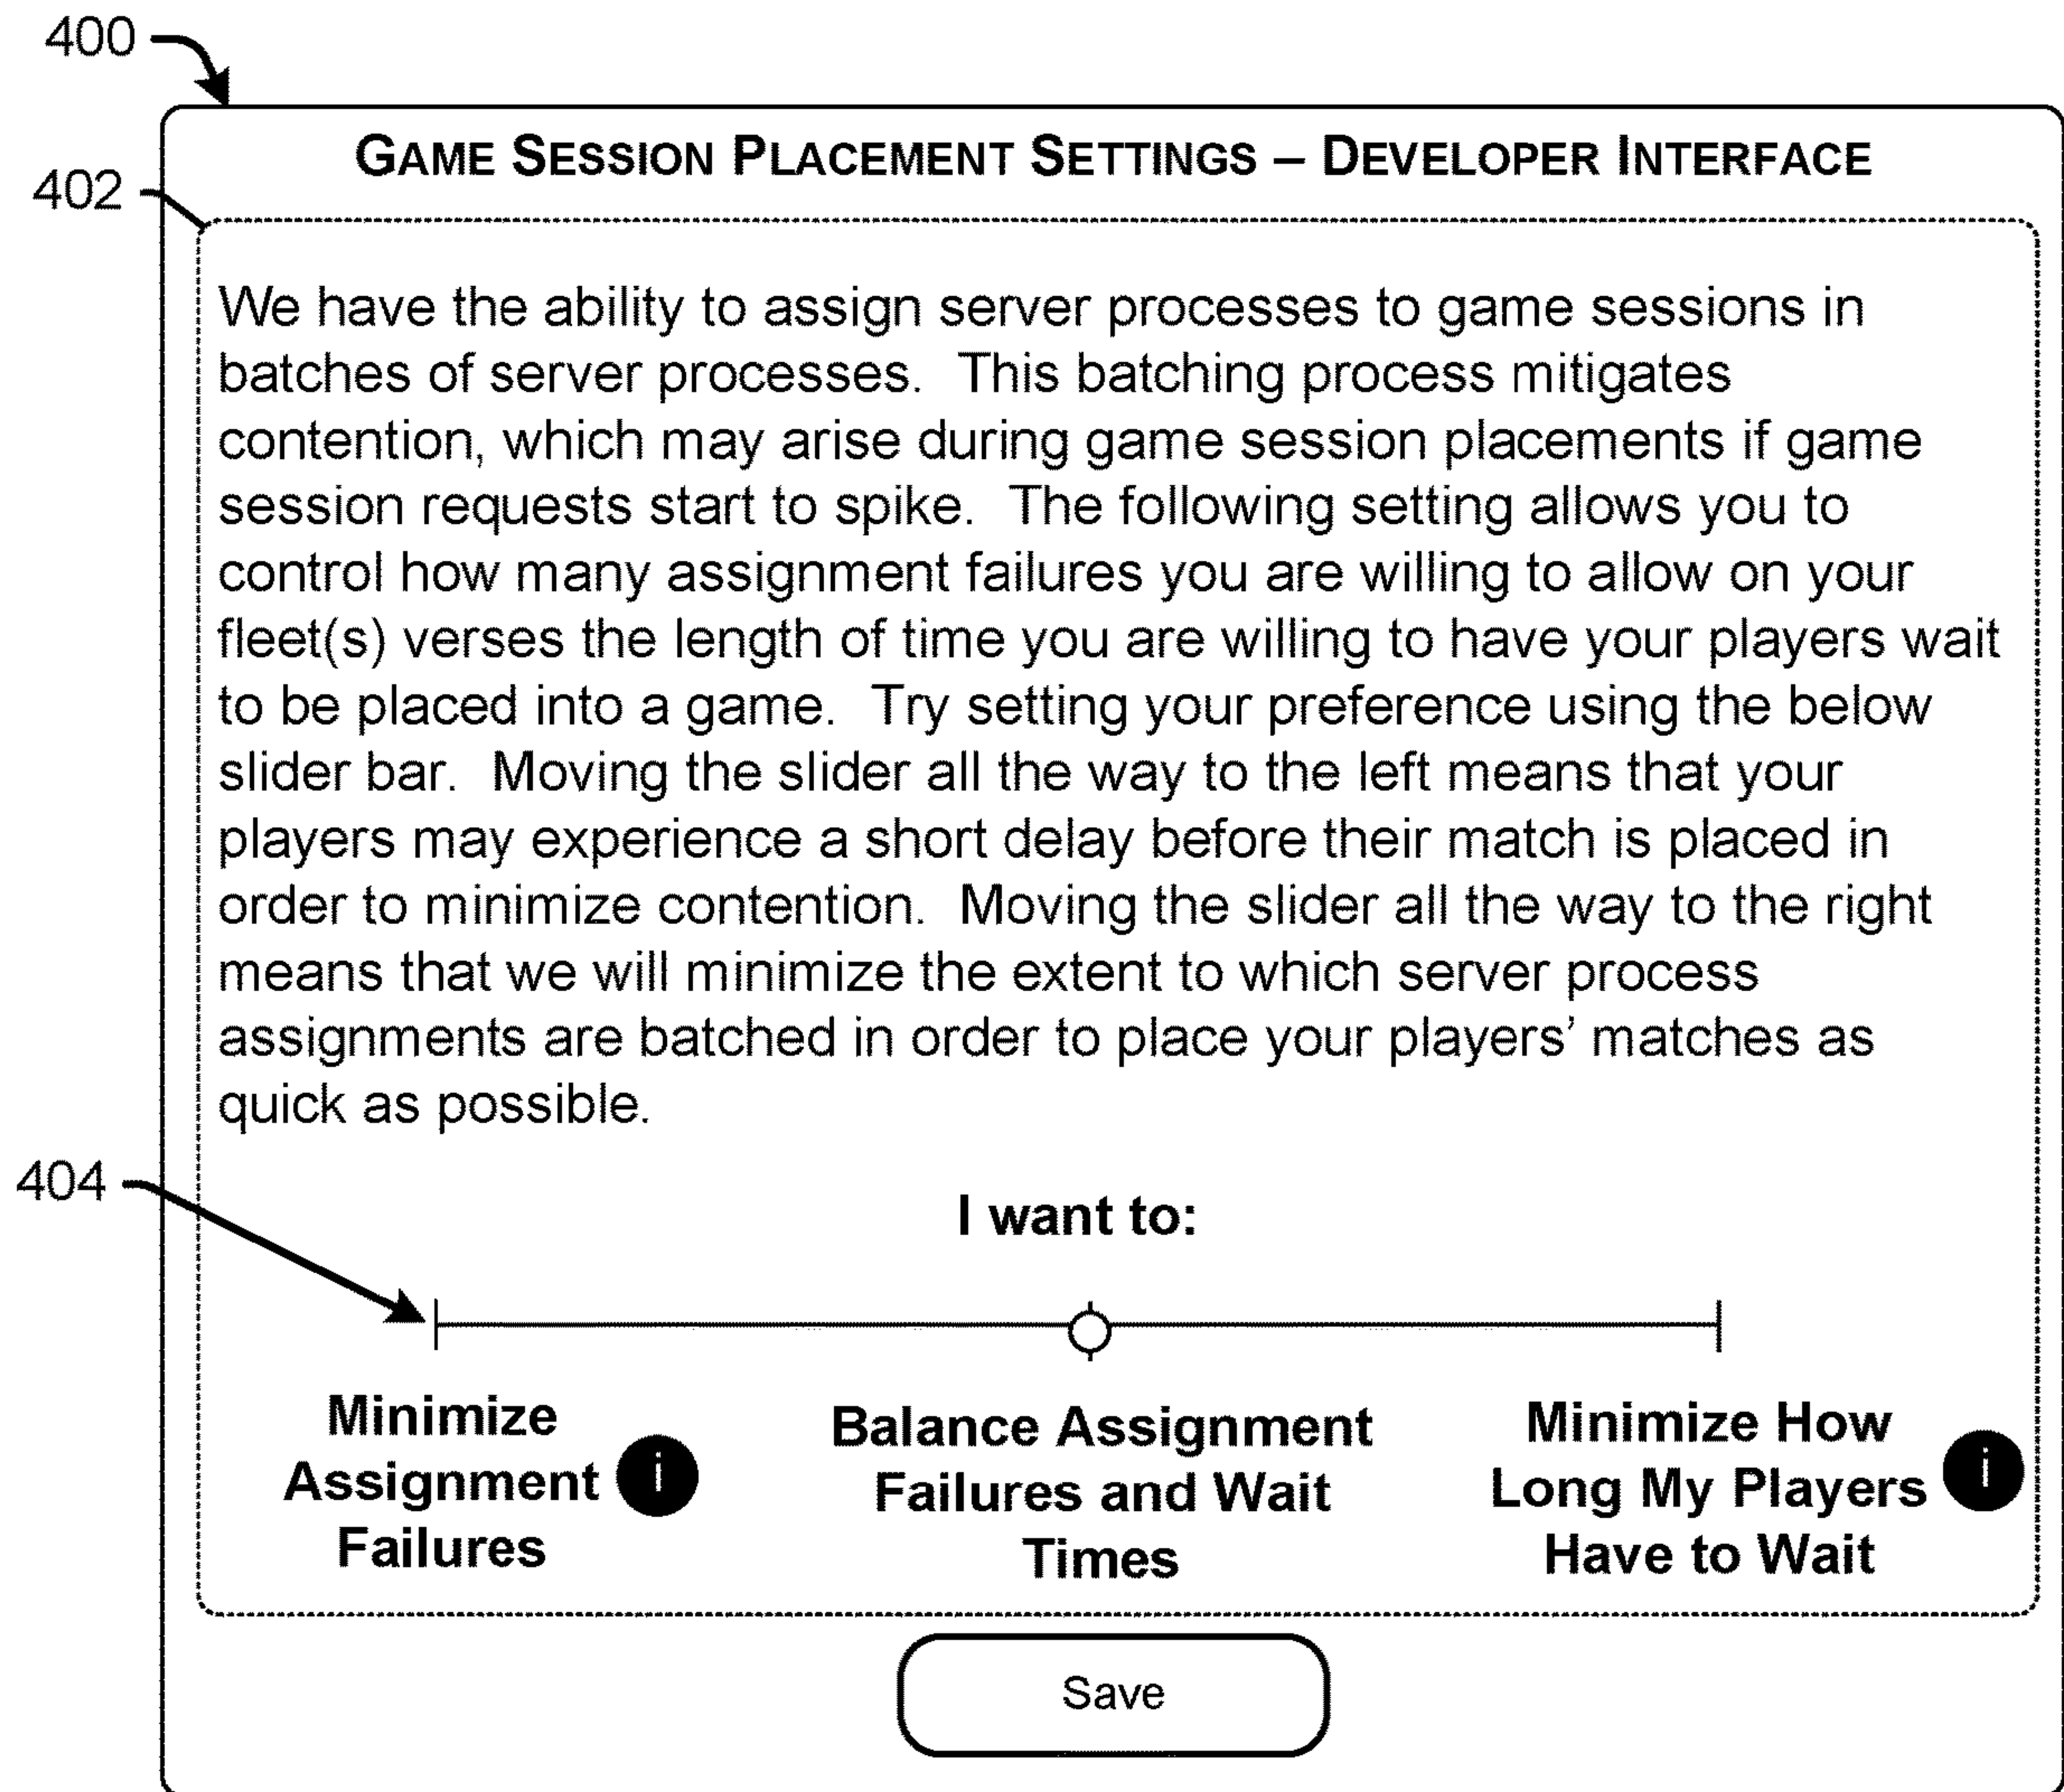 400
GAME SESSION PLACEMENT SETTINGS – DEVELOPER INTERFACE
402
We have the ability to assign server processes to game sessions in
batches of server processes. This batching process mitigates
contention, which may arise during game session placements if game
session requests start to spike. The following setting allows you to
control how many assignment failures you are willing to allow on your
fleet(s) verses the length of time you are willing to have your players wait
to be placed into a game. Try setting your preference using the below
slider bar. Moving the slider all the way to the left means that your
players may experience a short delay before their match is placed in
order to minimize contention. Moving the slider all the way to the right
means that we will minimize the extent to which server process
assignments are batched in order to place your players’ matches as
quick as possible.
404
I want to:
Minimize
Assignment i
Failures
Balance Assignment
Failures and Wait
Times
Minimize How
Long My Players i
Have to Wait
Save